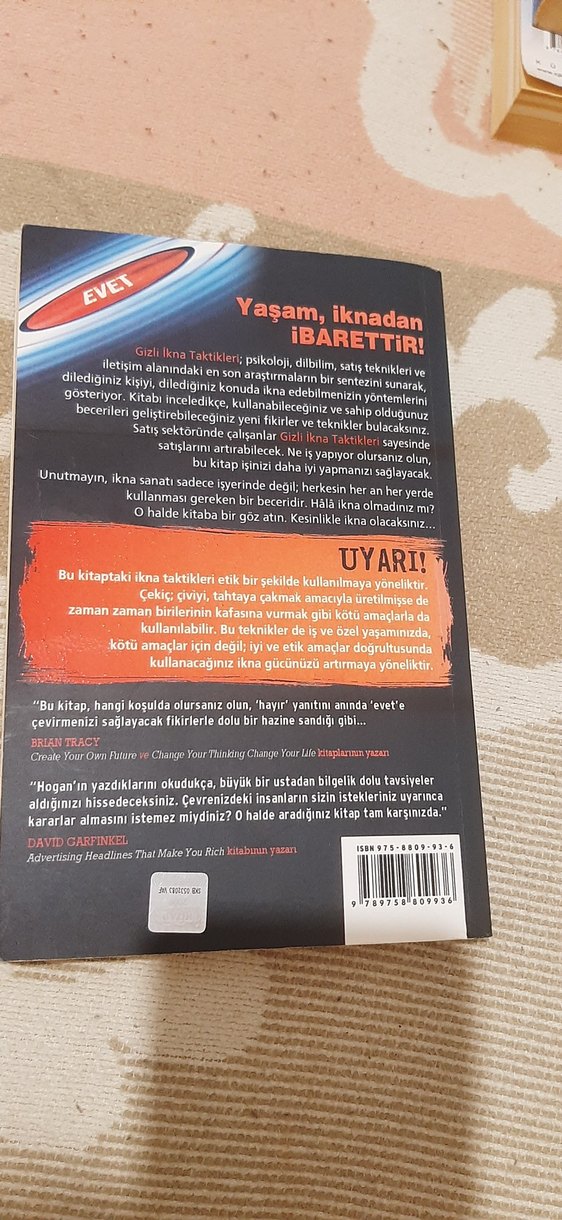 EVET
Yaşam, iknadan
iBARETTiR!
Gizli İkna Taktikleri; psikoloji, dilbilim, satış teknikleri ve
iletişim alanındaki en son araştırmaların bir sentezini sunarak,
dilediğiniz kişiyi, dilediğiniz konuda ikna edebilmenizin yöntemlerini
gösteriyor. Kitabı inceledikçe, kullanabileceğiniz ve sahip olduğunuz
becerileri geliştirebileceğiniz yeni fikirler ve teknikler bulacaksınız.
Satış sektöründe çalışanlar Gizli İkna Taktikleri sayesinde
satışlarını artırabilecek. Ne iş yapıyor olursanız olun,
bu kitap işinizi daha iyi yapmanızı sağlayacak.
Unutmayın, ikna sanatı sadece işyerinde değil; herkesin her an her yerde
kullanması gereken bir beceridir. Hâlâ ikna olmadınız mı?
O halde kitaba bir göz atın. Kesinlikle ikna olacaksınız...
UYARI!
Bu kitaptaki ikna taktikleri etik bir şekilde kullanılmaya yöneliktir.
Çekiç; çiviyi, tahtaya çakmak amacıyla üretilmişse de
zaman zaman birilerinin kafasına vurmak gibi kötü amaçlarla da
kullanılabilir. Bu teknikler de iş ve özel yaşamınızda,
kötü amaçlar için değil; iyi ve etik amaçlar doğrultusunda
kullanacağınız ikna gücünüzü artırmaya yöneliktir.
"Bu kitap, hangi koşulda olursanız olun, 'hayır' yanıtını anında 'evet'e
çevirmenizi sağlayacak fikirlerle dolu bir hazine sandığı gibi...
BRIAN TRACY
Create Your Own Future ve Change Your Thinking Change Your Life kitaplarının yazarı
"Hogan'ın yazdıklarını okudukça, büyük bir ustadan bilgelik dolu tavsiyeler
aldığınızı hissedeceksiniz. Çevrenizdeki insanların sizin istekleriniz uyarınca
kararlar almasını istemez miydiniz? O halde aradığınız kitap tam karşınızda."
DAVID GARFINKEL
Advertising Headlines That Make You Rich kitabının yazarı
ISBN 975-8809-93-6
9 789758 809936